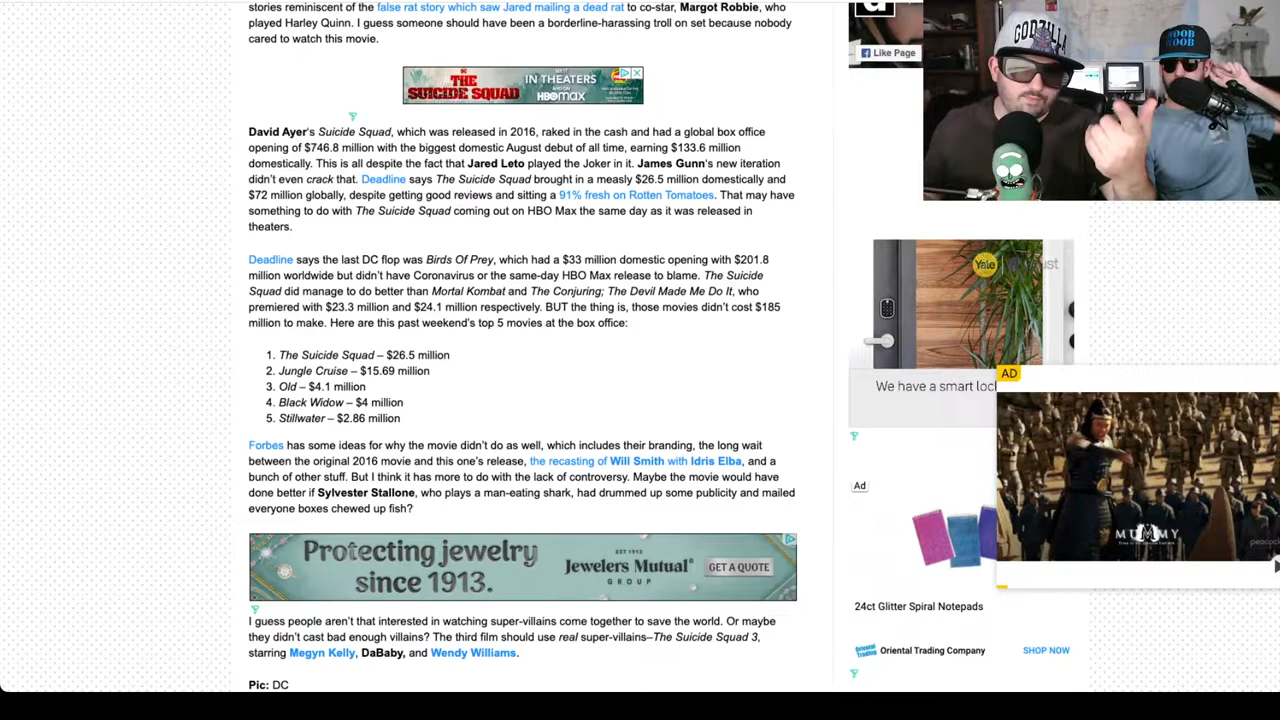 stories reminiscent of the false rat story which saw Jared mailing a dead rat to co-star, Margot Robbie, who
played Harley Quinn. I guess someone should have been a borderline-harassing troll on set because nobody
cared to watch this movie.
THE
SUICIDE SQUAD
IN THEATERS
HBOmax
David Ayer's Suicide Squad, which was released in 2016, raked in the cash and had a global box office
opening of $746.8 million with the biggest domestic August debut of all time, earning $133.6 million
domestically. This is all despite the fact that Jared Leto played the Joker in it. James Gunn's new iteration
didn't even crack that. Deadline says The Suicide Squad brought in a measly $26.5 million domestically and
$72 million globally, despite getting good reviews and sitting a 91% fresh on Rotten Tomatoes. That may have
something to do with The Suicide Squad coming out on HBO Max the same day as it was released in
theaters.
Deadline says the last DC flop was Birds Of Prey, which had a $33 million domestic opening with $201.8
million worldwide but didn't have Coronavirus or the same-day HBO Max release to blame. The Suicide
Squad did manage to do better than Mortal Kombat and The Conjuring; The Devil Made Me Do It, who
premiered with $23.3 million and $24.1 million respectively. BUT the thing is, those movies didn't cost $185
million to make. Here are this past weekend's top 5 movies at the box office:
1. The Suicide Squad – $26.5 million
2. Jungle Cruise – $15.69 million
3. Old – $4.1 million
4. Black Widow – $4 million
5. Stillwater – $2.86 million
Forbes has some ideas for why the movie didn't do as well, which includes their branding, the long wait
between the original 2016 movie and this one's release, the recasting of Will Smith with Idris Elba, and a
bunch of other stuff. But I think it has more to do with the lack of controversy. Maybe the movie would have
done better if Sylvester Stallone, who plays a man-eating shark, had drummed up some publicity and mailed
everyone boxes chewed up fish?
Protecting jewelry
since 1913.
EST 1913
Jewelers Mutual
GROUP
GET A QUOTE
I guess people aren't that interested in watching super-villains come together to save the world. Or maybe
they didn't cast bad enough villains? The third film should use real super-villains–The Suicide Squad 3,
starring Megyn Kelly, DaBaby, and Wendy Williams.
Pic: DC
Like Page
GODZILLA
NOOB
NOOB
Yale
We have a smart loc
AD
MUMMY
peacock
Ad
24ct Glitter Spiral Notepads
Oriental Trading Company
SHOP NOW